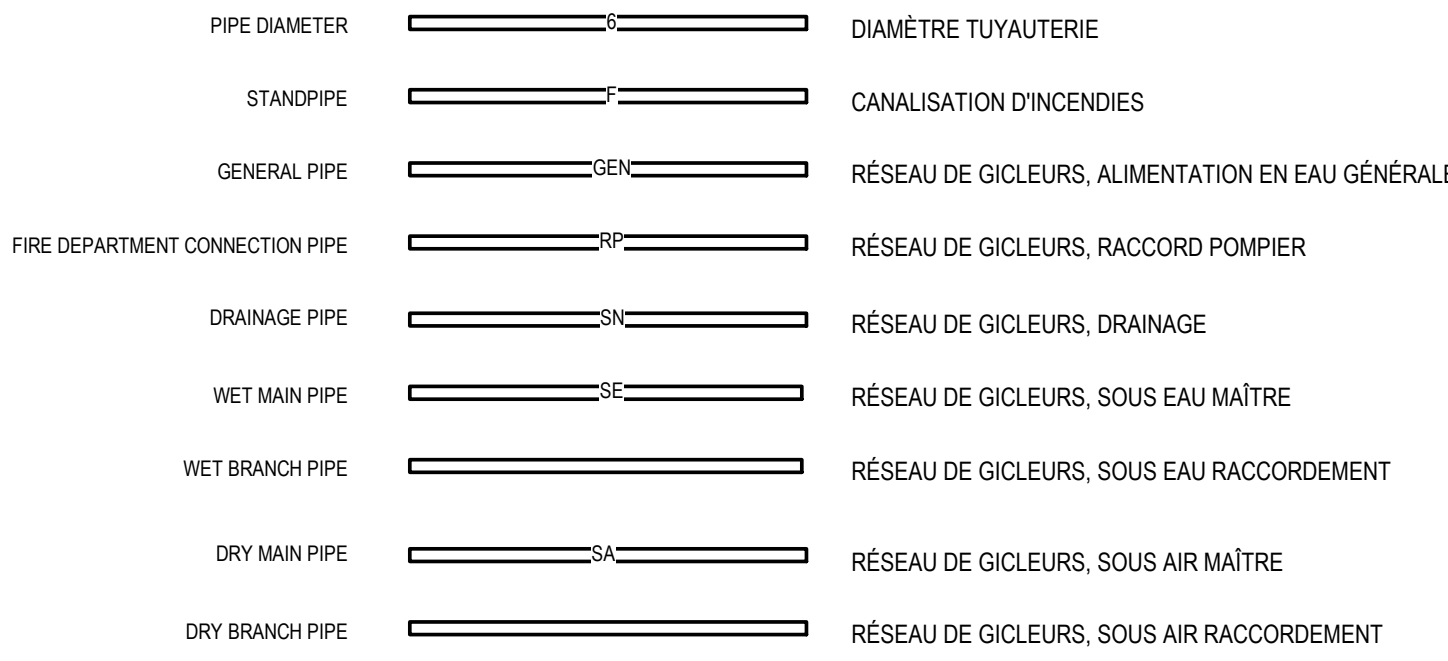 PIPE DIAMETER 6 DIAMÈTRE TUYAUTERIE
STANDPIPE F CANALISATION D'INCENDIES
GENERAL PIPE GEN RÉSEAU DE GICLEURS, ALIMENTATION EN EAU GÉNÉRALE
FIRE DEPARTMENT CONNECTION PIPE RP RÉSEAU DE GICLEURS, RACCORD POMPIER
DRAINAGE PIPE SN RÉSEAU DE GICLEURS, DRAINAGE
WET MAIN PIPE SE RÉSEAU DE GICLEURS, SOUS EAU MAÎTRE
WET BRANCH PIPE RÉSEAU DE GICLEURS, SOUS EAU RACCORDEMENT
DRY MAIN PIPE SA RÉSEAU DE GICLEURS, SOUS AIR MAÎTRE
DRY BRANCH PIPE RÉSEAU DE GICLEURS, SOUS AIR RACCORDEMENT